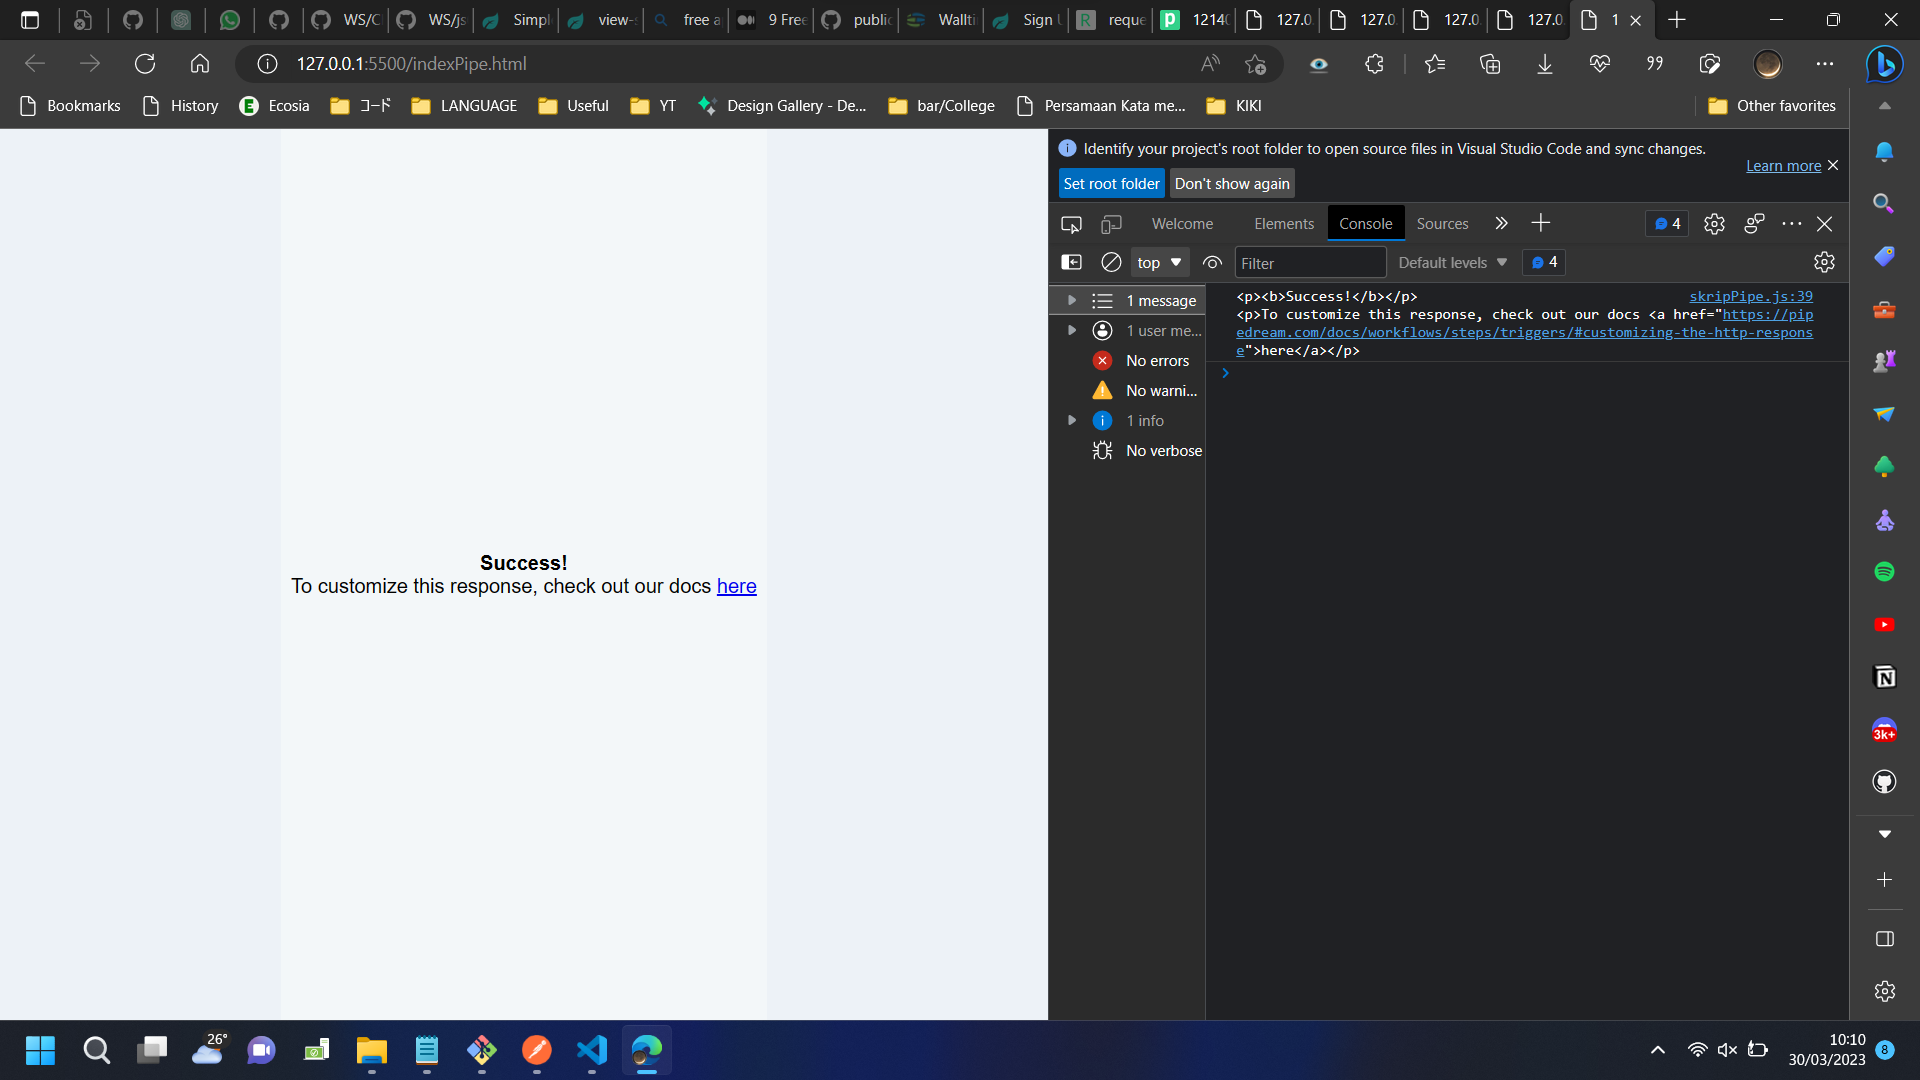 WS/C
WS/js
Simpl
view-s
free a
9 Free
public
Wallti
Sign U
R
reque
p
1214
127.0.
127.0.
127.0.
127.0.
1
127.0.0.1:5500/indexPipe.html
Bookmarks
History
E
Ecosia
コード
LANGUAGE
Useful
YT
Design Gallery - De...
bar/College
Persamaan Kata me...
KIKI
Other favorites
Success!
To customize this response, check out our docs here
Identify your project's root folder to open source files in Visual Studio Code and sync changes.
Learn more
Set root folder
Don't show again
Welcome
Elements
Console
Sources
4
top
Filter
Default levels
4
1 message
1 user me...
No errors
No warni...
1 info
No verbose
<p><b>Success!</b></p>
skripPipe.js:39
<p>To customize this response, check out our docs <a href="https://pip
edream.com/docs/workflows/steps/triggers/#customizing-the-http-respons
e">here</a></p>
N
3k+
26°
10:10
30/03/2023
8